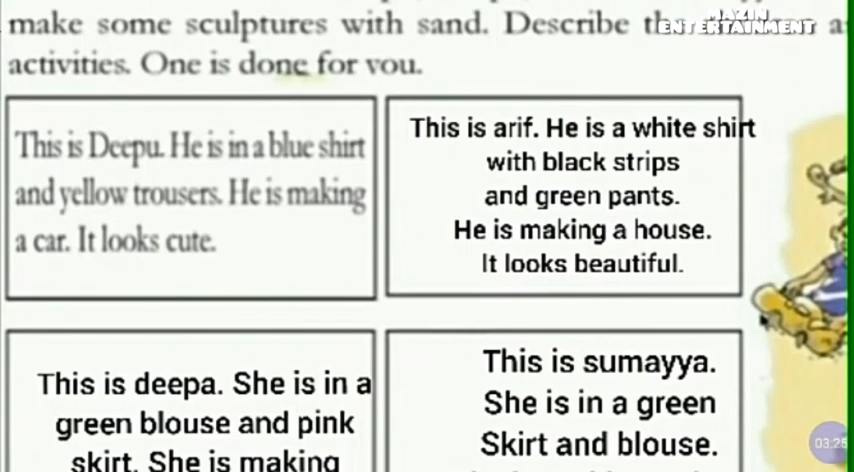 make some sculptures with sand. Describe
MAZIN
ENTERTAINMENT
activities. One is done for you.
This is Deepu. He is in a blue shirt
and yellow trousers. He is making
a car. It looks cute.
This is arif. He is a white shirt
with black strips
and green pants.
He is making a house.
It looks beautiful.
This is deepa. She is in a
green blouse and pink
skirt. She is making
This is sumayya.
She is in a green
Skirt and blouse.
03:25